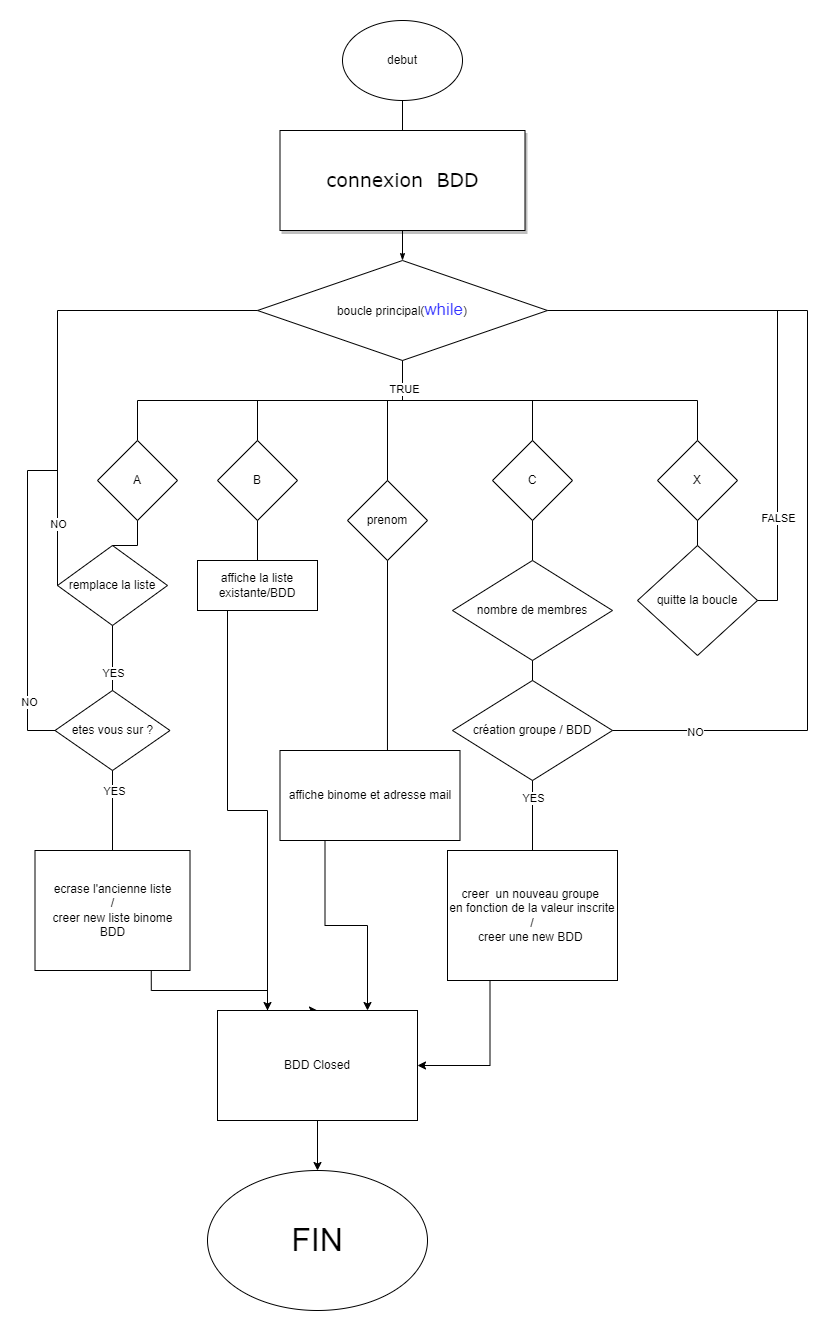 debut
connexion BDD
boucle principal(while)
TRUE
A
B
prenom
C
X
NO
FALSE
remplace la liste
affiche la liste
existante/BDD
nombre de membres
quitte la boucle
YES
NO
etes vous sur ?
création groupe / BDD
NO
YES
affiche binome et adresse mail
YES
ecrase l'ancienne liste
/
creer new liste binome
BDD
creer un nouveau groupe
en fonction de la valeur inscrite
/
creer une new BDD
BDD Closed
FIN